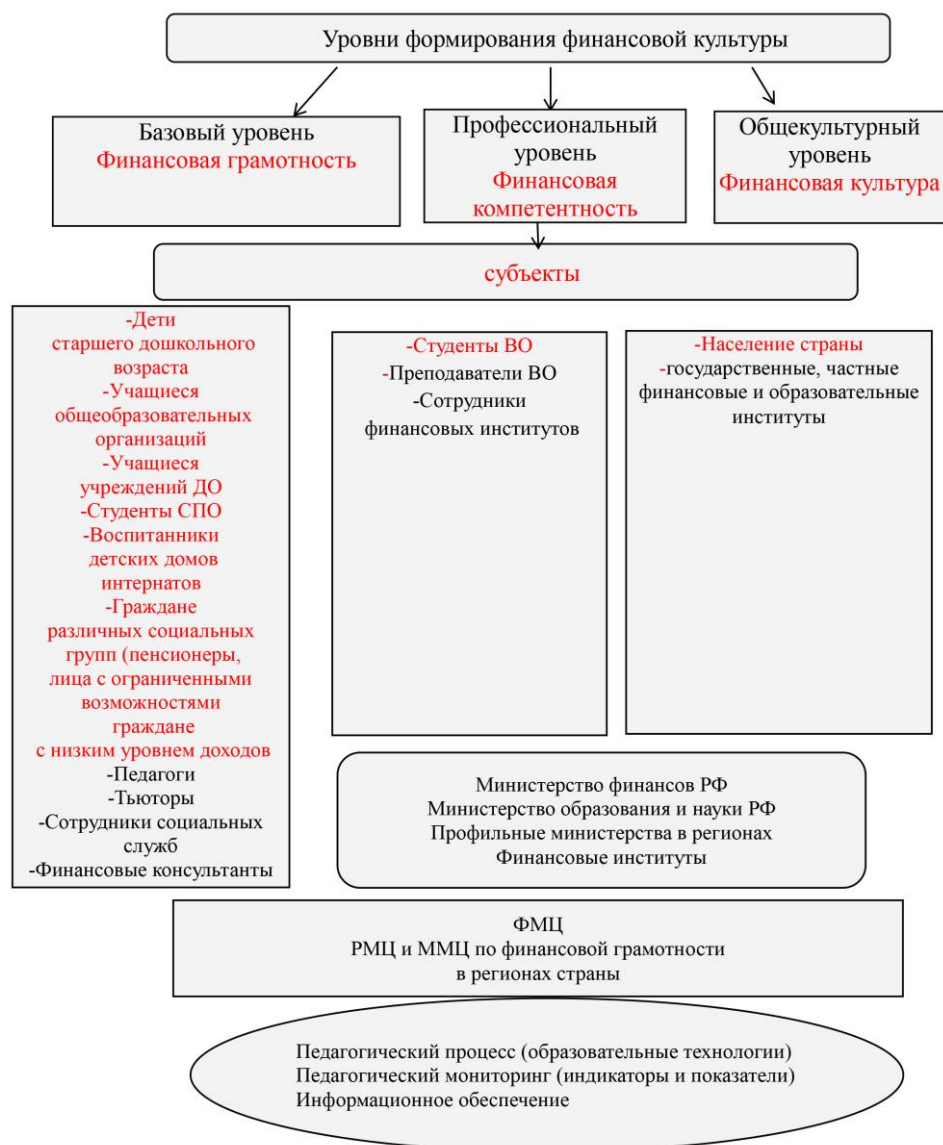 Уровни формирования финансовой культуры
Базовый уровень
Финансовая грамотность
Профессиональный
уровень
Финансовая
компетентность
Общекультурный
уровень
Финансовая культура
субъекты
-Дети
старшего дошкольного
возраста
-Учащиеся
общеобразовательных
организаций
-Учащиеся
учреждений ДО
-Студенты СПО
-Воспитанники
детских домов
интернатов
-Граждане
различных социальных
групп (пенсионеры,
лица с ограниченными
возможностями
граждане
с низким уровнем доходов
-Педагоги
-Тьюторы
-Сотрудники социальных
служб
-Финансовые консультанты
-Студенты ВО
-Преподаватели ВО
-Сотрудники
финансовых институтов
-Население страны
-государственные, частные
финансовые и образовательные
институты
Министерство финансов РФ
Министерство образования и науки РФ
Профильные министерства в регионах
Финансовые институты
ФМЦ
РМЦ и ММЦ по финансовой грамотности
в регионах страны
Педагогический процесс (образовательные технологии)
Педагогический мониторинг (индикаторы и показатели)
Информационное обеспечение